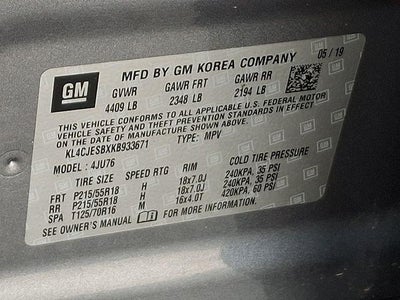 GM
MFD BY GM KOREA COMPANY 05 / 19
GVWR GAWR FRT GAWR RR
4409 LB 2348 LB 2194 LB
THIS VEHICLE CONFORMS TO ALL APPLICABLE U.S. FEDERAL MOTOR
VEHICLE SAFETY AND THEFT PREVENTION STANDARDS IN EFFECT ON
THE DATE OF MANUFACTURE SHOWN ABOVE.
KL4CJESBXKB933671 TYPE: MPV
MODEL : 4JU76
TIRE SIZE SPEED RTG RIM COLD TIRE PRESSURE
FRT P215/55R18 H 18x7.0J 240KPA, 35 PSI
RR P215/55R18 H 18x7.0J 240KPA, 35 PSI
SPA T125/70R16 M 16x4.0T 420KPA, 60 PSI
SEE OWNER'S MANUAL FOR MORE INFORMATION.